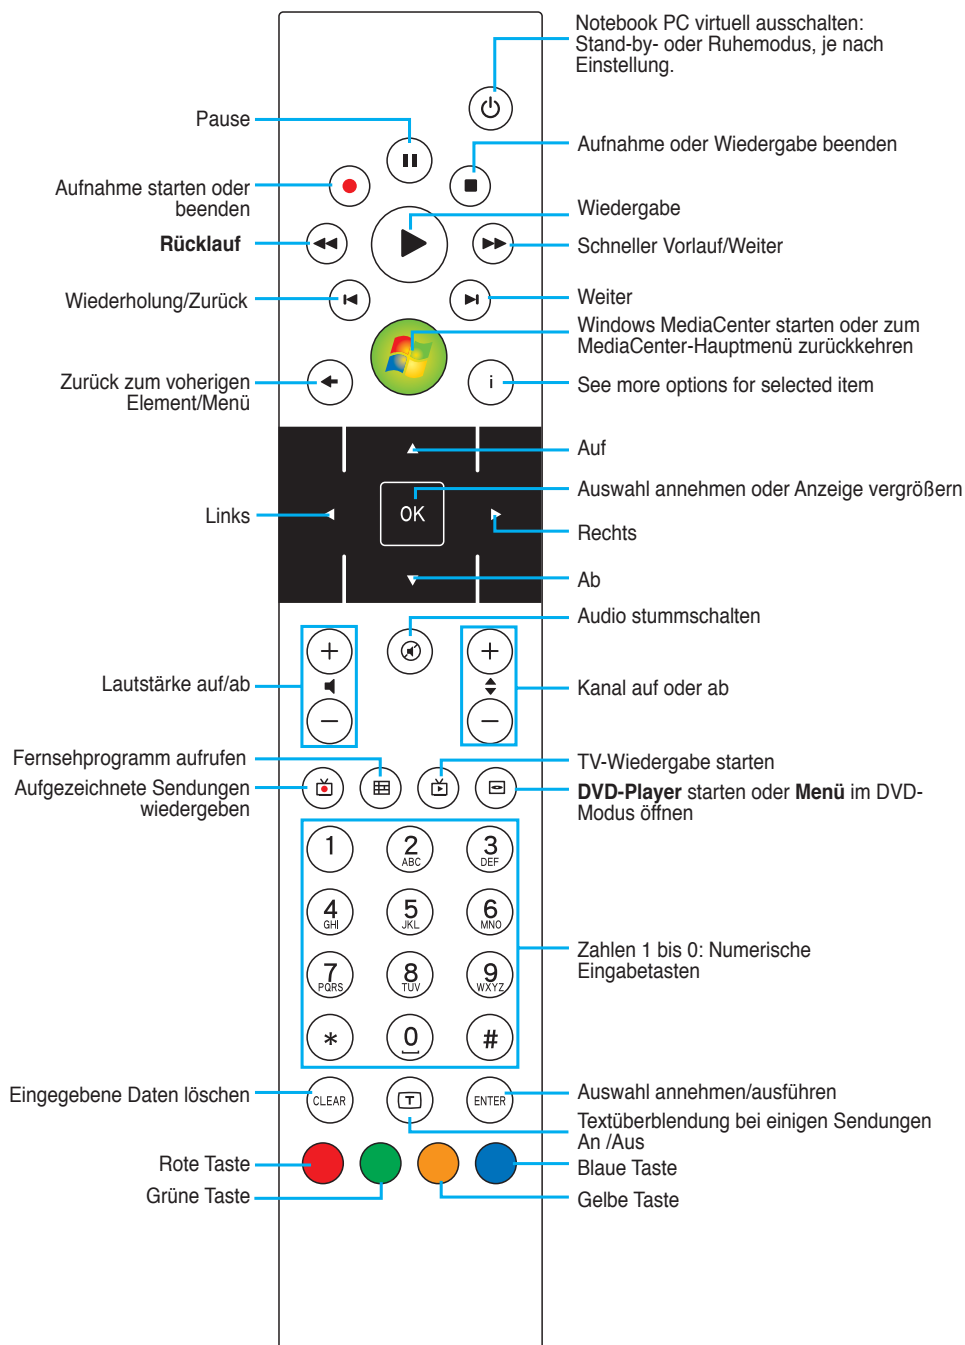 Notebook PC virtuell ausschalten:
Stand-by- oder Ruhemodus, je nach
Einstellung.
Pause
Aufnahme oder Wiedergabe beenden
Aufnahme starten oder
beenden
Wiedergabe
Rücklauf
Schneller Vorlauf/Weiter
Wiederholung/Zurück
Weiter
Windows MediaCenter starten oder zum
MediaCenter-Hauptmenü zurückkehren
Zurück zum voherigen
Element/Menü
i
See more options for selected item
Auf
OK
Auswahl annehmen oder Anzeige vergrößern
Links
Rechts
Ab
Audio stummschalten
Lautstärke auf/ab
Kanal auf oder ab
Fernsehprogramm aufrufen
TV-Wiedergabe starten
Aufgezeichnete Sendungen
wiedergeben
DVD-Player starten oder Menü im DVD-
Modus öffnen
1
2
ABC
3
DEF
4
GHI
5
JKL
6
MNO
Zahlen 1 bis 0: Numerische
Eingabetasten
7
PQRS
8
TUV
9
WXYZ
*
0
#
Eingegebene Daten löschen
CLEAR
T
ENTER
Auswahl annehmen/ausführen
Textüberblendung bei einigen Sendungen
An /Aus
Rote Taste
Blaue Taste
Grüne Taste
Gelbe Taste